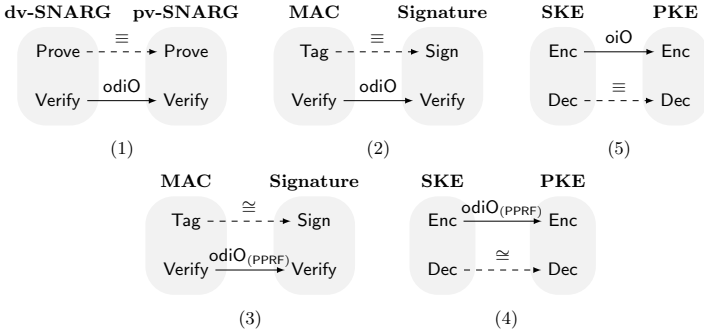 dv-SNARG pv-SNARG MAC Signature SKE PKE
Prove ≡ Prove Tag ≡ Sign Enc oiO Enc
Verify odiO Verify Verify odiO Verify Dec ≡ Dec
(1) (2) (5)
MAC Signature SKE PKE
Tag ≅ Sign Enc odiO(PPRF) Enc
Verify odiO(PPRF) Verify Dec ≅ Dec
(3) (4)